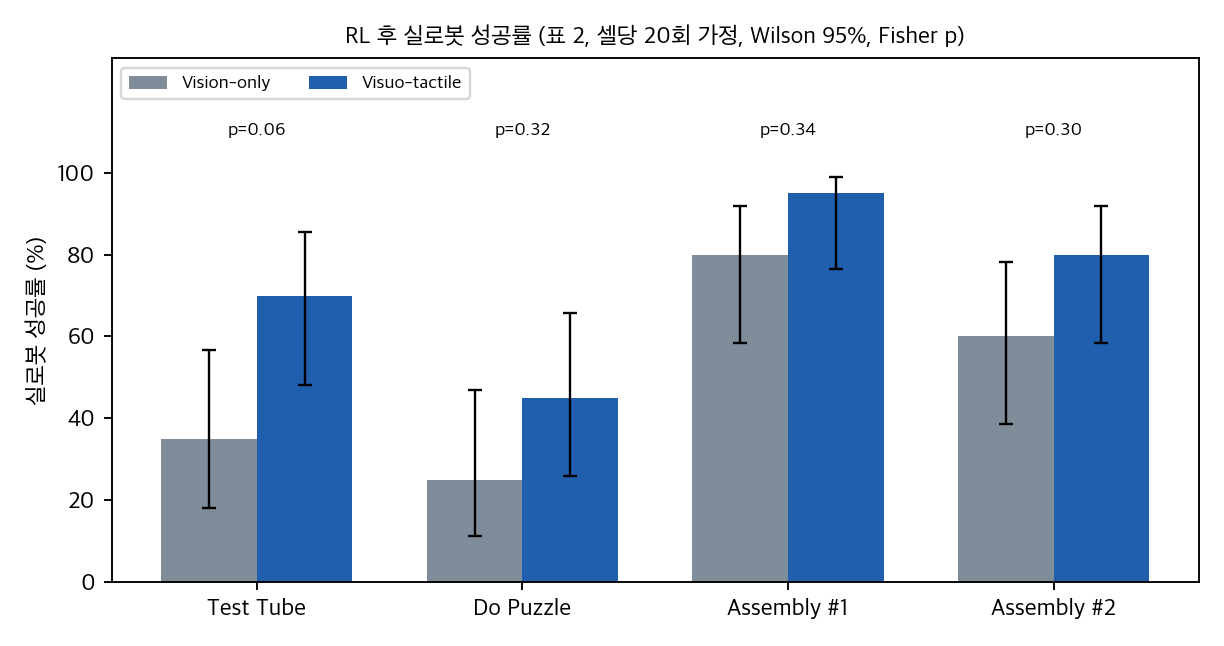 RL 후 실로봇 성공률 (표 2, 셀당 20회 가정, Wilson 95%, Fisher p)
Vision-only Visuo-tactile
p=0.06 p=0.32 p=0.34 p=0.30
실로봇 성공률 (%)
100
80
60
40
20
0
Test Tube Do Puzzle Assembly #1 Assembly #2